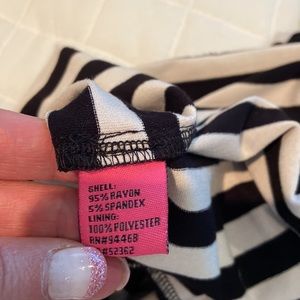 SHELL:
95% RAYON
5% SPANDEX
LINING:
100% POLYESTER
RN#94468
#52362